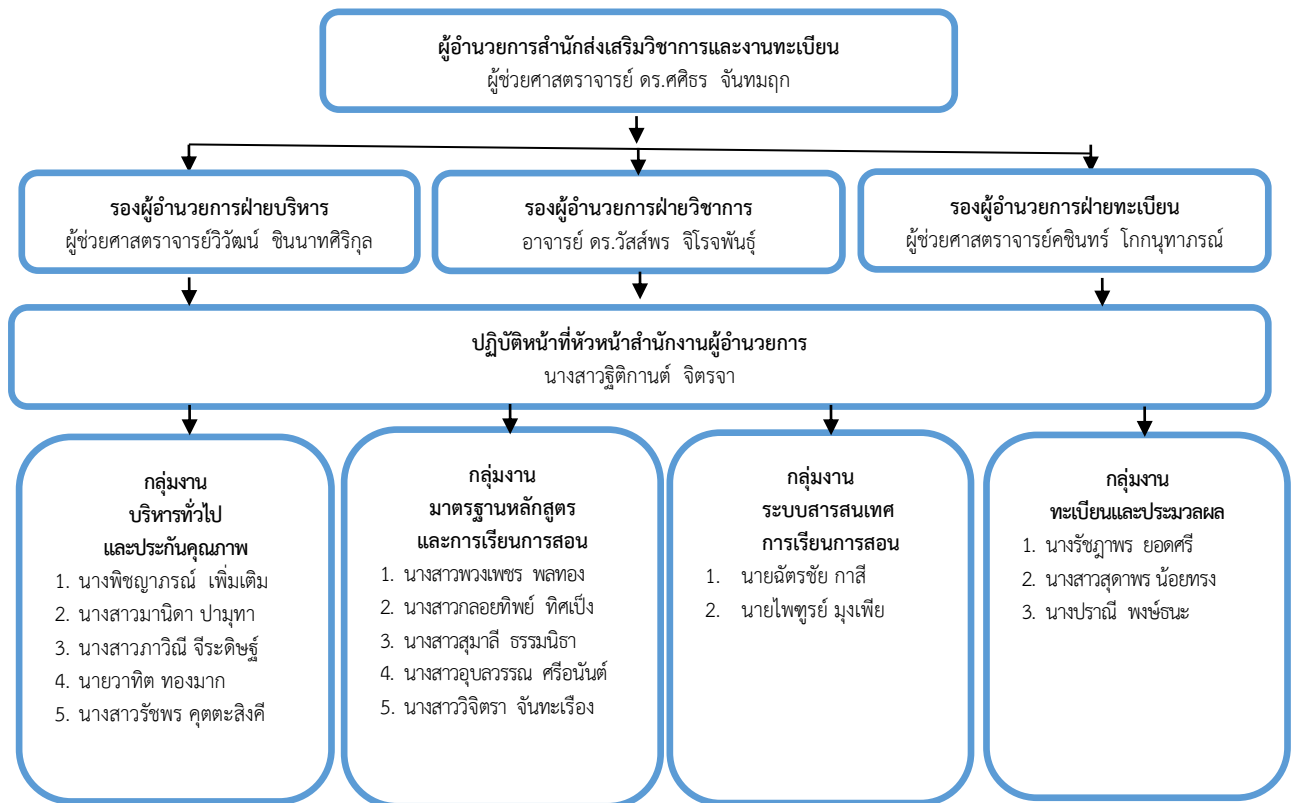 ผู้อำนวยการสำนักส่งเสริมวิชาการและงานทะเบียน
ผู้ช่วยศาสตราจารย์ ดร.ศศิธร จันทมฤก
รองผู้อำนวยการฝ่ายบริหาร
ผู้ช่วยศาสตราจารย์วิวัฒน์ ชินนาทศิริกุล
รองผู้อำนวยการฝ่ายวิชาการ
อาจารย์ ดร.วัสส์พร จิโรจพันธุ์
รองผู้อำนวยการฝ่ายทะเบียน
ผู้ช่วยศาสตราจารย์คชินทร์ โกกนุทาภรณ์
ปฏิบัติหน้าที่หัวหน้าสำนักงานผู้อำนวยการ
นางสาวฐิติกานต์ จิตรจา
กลุ่มงาน
บริหารทั่วไป
และประกันคุณภาพ
1. นางพิชญาภรณ์ เพิ่มเติม
2. นางสาวมานิดา ปามุทา
3. นางสาวภาวิณี จีระดิษฐ์
4. นายวาทิต ทองมาก
5. นางสาวรัชพร คุตตะสิงคี
กลุ่มงาน
มาตรฐานหลักสูตร
และการเรียนการสอน
1. นางสาวพวงเพชร พลทอง
2. นางสาวกลอยทิพย์ ทิศเป็ง
3. นางสาวสุมาลี ธรรมนิธา
4. นางสาวอุบลวรรณ ศรีอนันต์
5. นางสาววิจิตรา จันทะเรือง
กลุ่มงาน
ระบบสารสนเทศ
การเรียนการสอน
1. นายฉัตรชัย กาสี
2. นายไพฑูรย์ มุงเพีย
กลุ่มงาน
ทะเบียนและประมวลผล
1. นางรัชฎาพร ยอดศรี
2. นางสาวสุดาพร น้อยทรง
3. นางปราณี พงษ์ธนะ